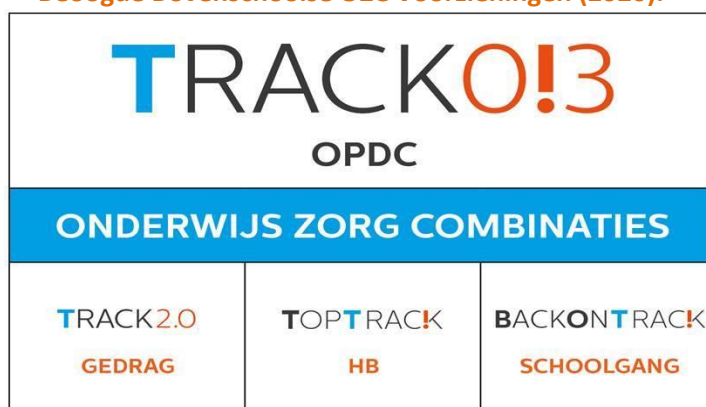 TRACKO!3
OPDC
ONDERWIJS ZORG COMBINATIES
TRACK2.0
GEDRAG
TOPTRAC!K
HB
BACKONTRAC!K
SCHOOLGANG